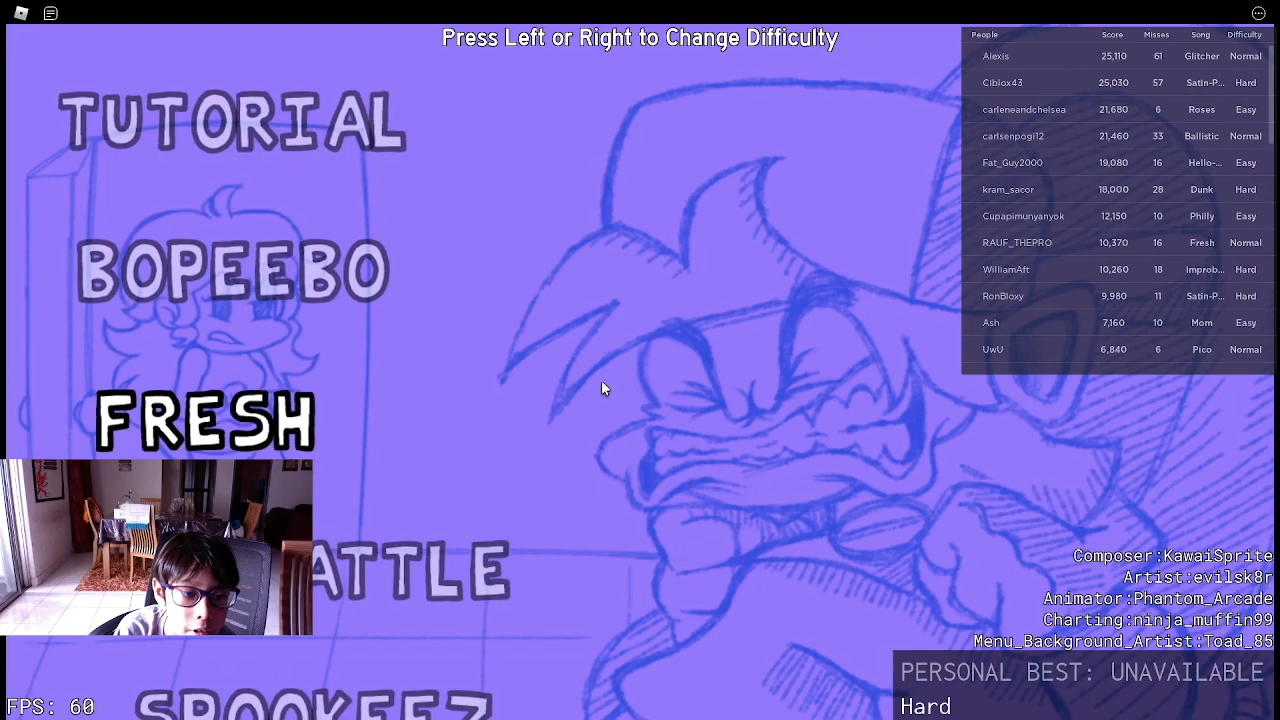 Press Left or Right to Change Difficulty
People Score Misses Song Difficulty
Alexis 25,110 61 Glitcher Normal
Ciblox43 25,030 57 Satin-P... Hard
carleneandchelsea 21,680 6 Roses Easy
carlsenpogi12 21,460 33 Ballistic Normal
Fat_Guy2000 19,080 16 Hello-... Easy
kram_sacor 18,000 28 Dunk Hard
Cupapimunyanyok 12,150 10 Philly Easy
RAUF_THEPRO 10,370 16 Fresh Normal
WilliamAft 10,260 18 Improb... Hard
RonBloxy 9,980 11 Satin-P... Hard
Ash 7,160 10 Mom Easy
UwU 6,840 6 Pico Normal
TUTORIAL
BOPEEBO
FRESH
ATTLE
SPOOKEEZ
Composer:KawaiSprite
Artist:evilsk8r
Animator:Phantom_Arcade
Charting:ninja_muffin99
Menu_Background_Artist:Toad_85
PERSONAL BEST: UNAVAILABLE
Hard
FPS: 60